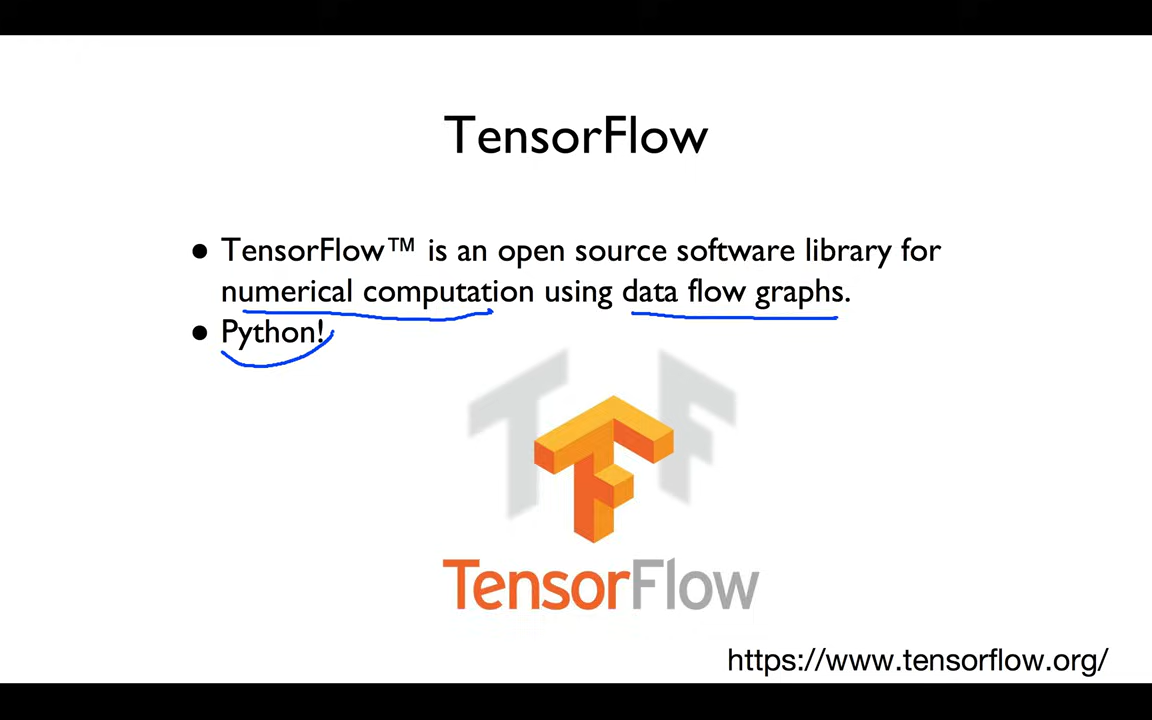 TensorFlow
● TensorFlow™ is an open source software library for
numerical computation using data flow graphs.
● Python!
TF
TensorFlow
https://www.tensorflow.org/